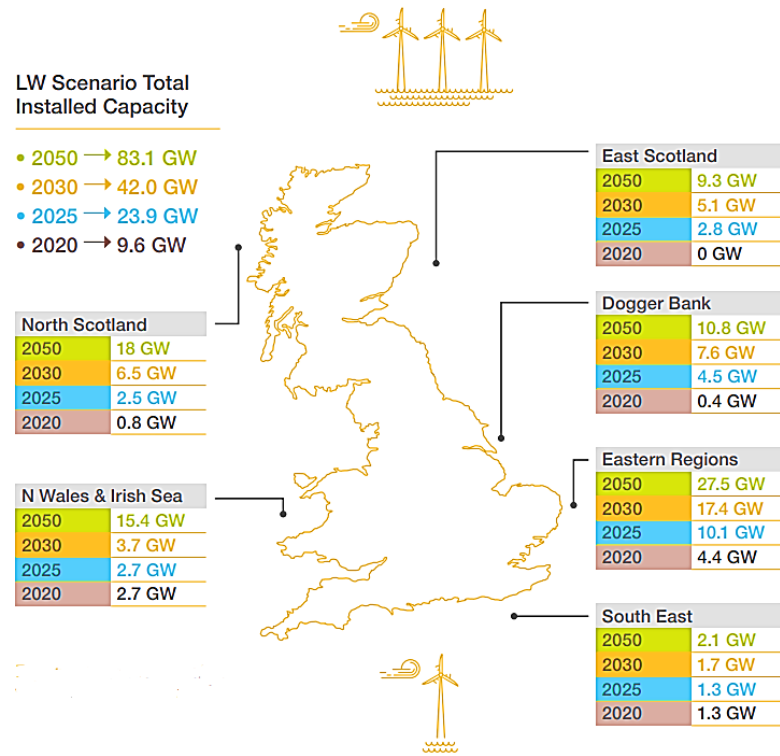 LW Scenario Total
Installed Capacity
• 2050 → 83.1 GW
• 2030 → 42.0 GW
• 2025 → 23.9 GW
• 2020 → 9.6 GW
North Scotland
2050 18 GW
2030 6.5 GW
2025 2.5 GW
2020 0.8 GW
N Wales & Irish Sea
2050 15.4 GW
2030 3.7 GW
2025 2.7 GW
2020 2.7 GW
East Scotland
2050 9.3 GW
2030 5.1 GW
2025 2.8 GW
2020 0 GW
Dogger Bank
2050 10.8 GW
2030 7.6 GW
2025 4.5 GW
2020 0.4 GW
Eastern Regions
2050 27.5 GW
2030 17.4 GW
2025 10.1 GW
2020 4.4 GW
South East
2050 2.1 GW
2030 1.7 GW
2025 1.3 GW
2020 1.3 GW